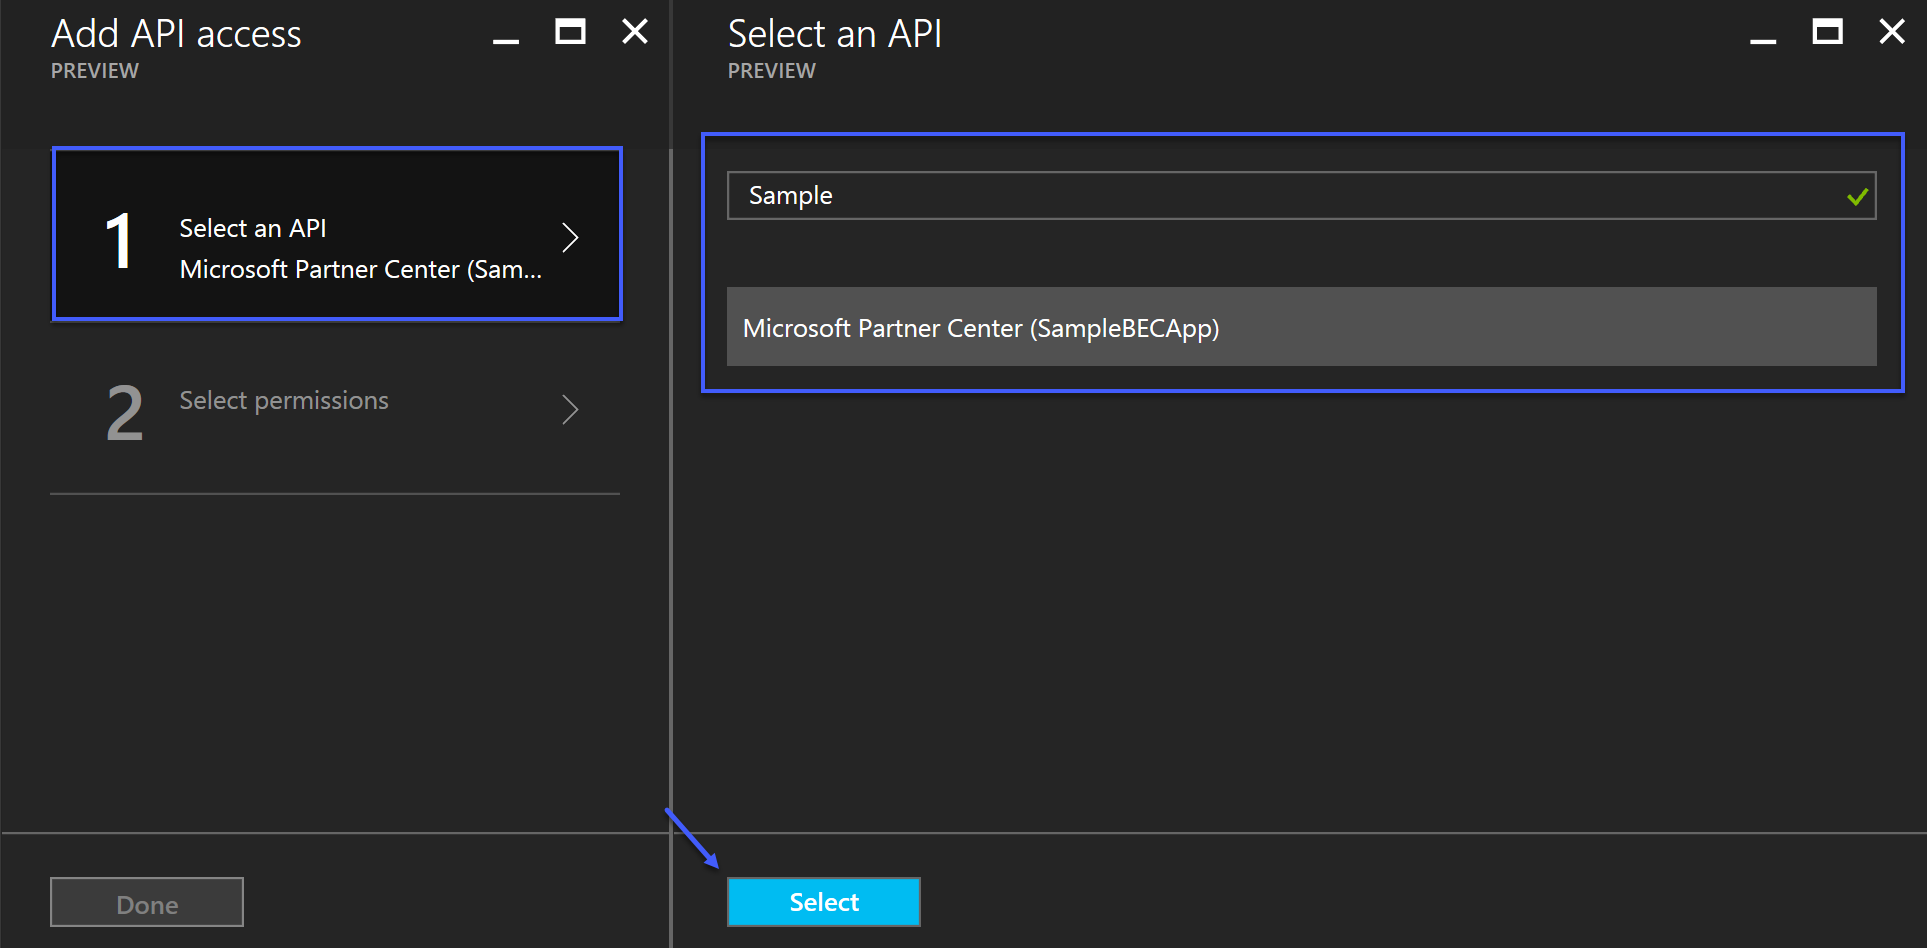 Add API access
PREVIEW
1
Select an API
Microsoft Partner Center (Sam...
2
Select permissions
Done
Select an API
PREVIEW
Sample
Microsoft Partner Center (SampleBECApp)
Select